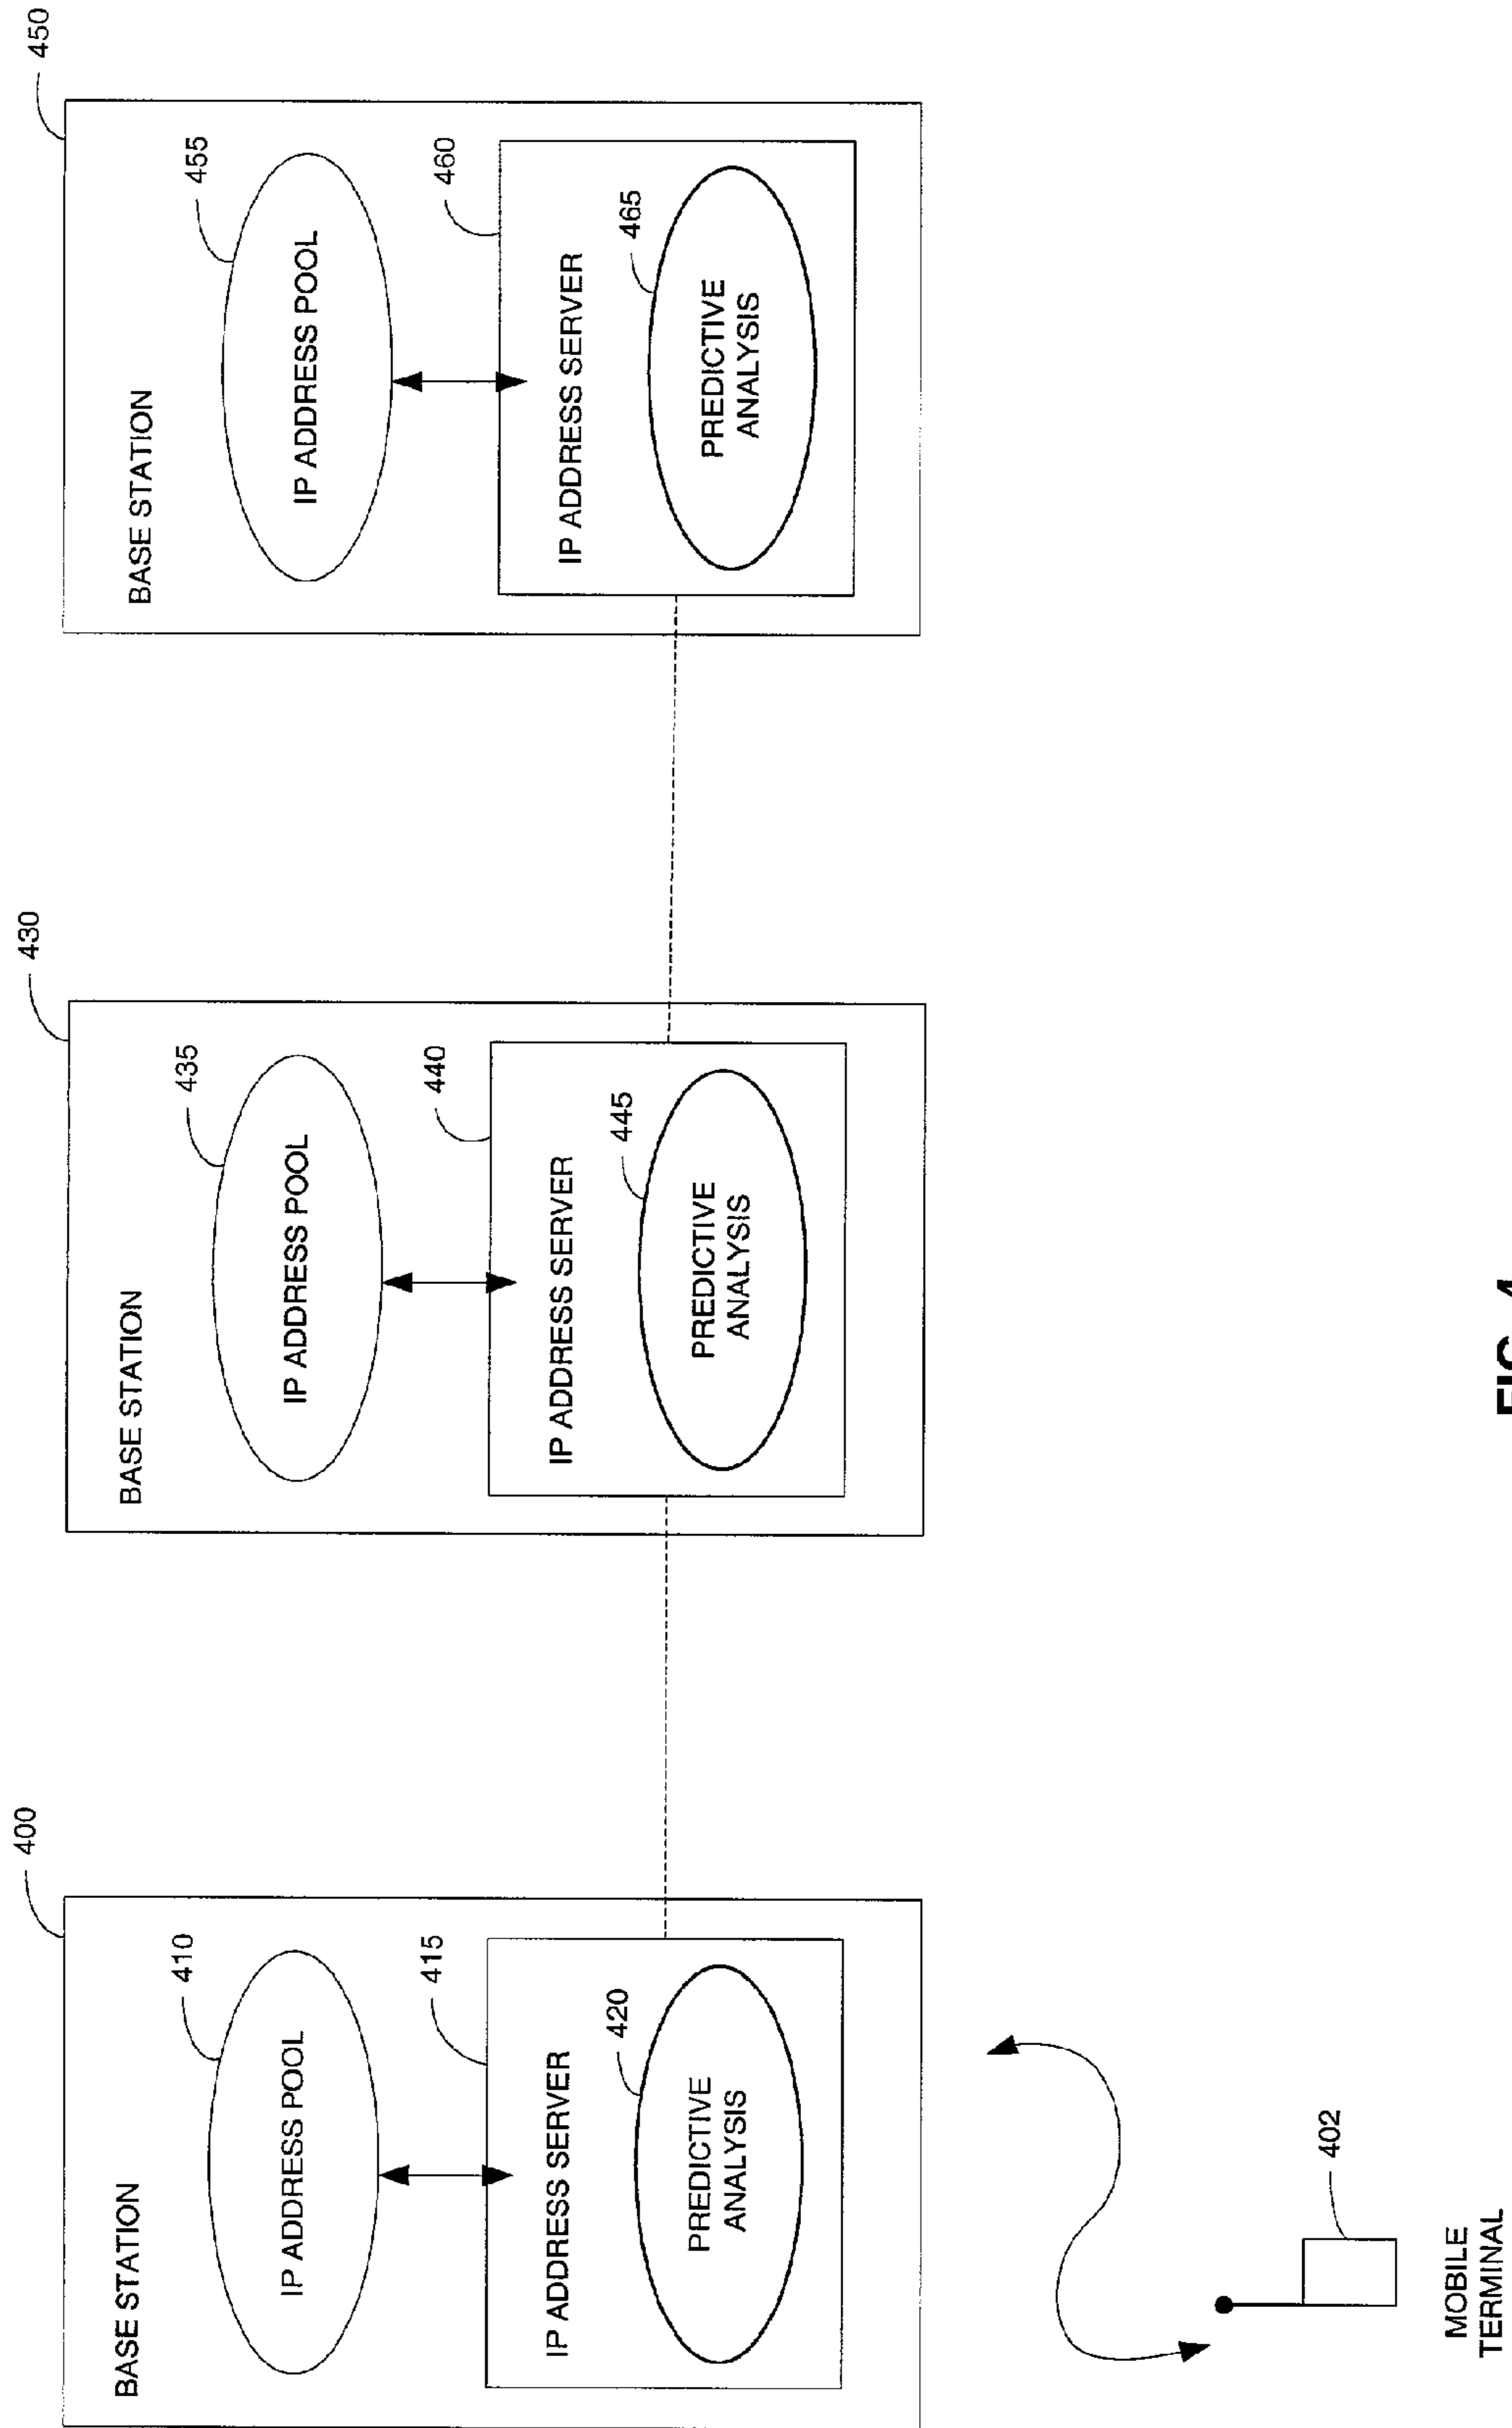 400
BASE STATION
410
IP ADDRESS POOL
415
IP ADDRESS SERVER
420
PREDICTIVE
ANALYSIS
402
MOBILE
TERMINAL
430
BASE STATION
435
IP ADDRESS POOL
440
IP ADDRESS SERVER
445
PREDICTIVE
ANALYSIS
450
BASE STATION
455
IP ADDRESS POOL
460
IP ADDRESS SERVER
465
PREDICTIVE
ANALYSIS
FIG. 4